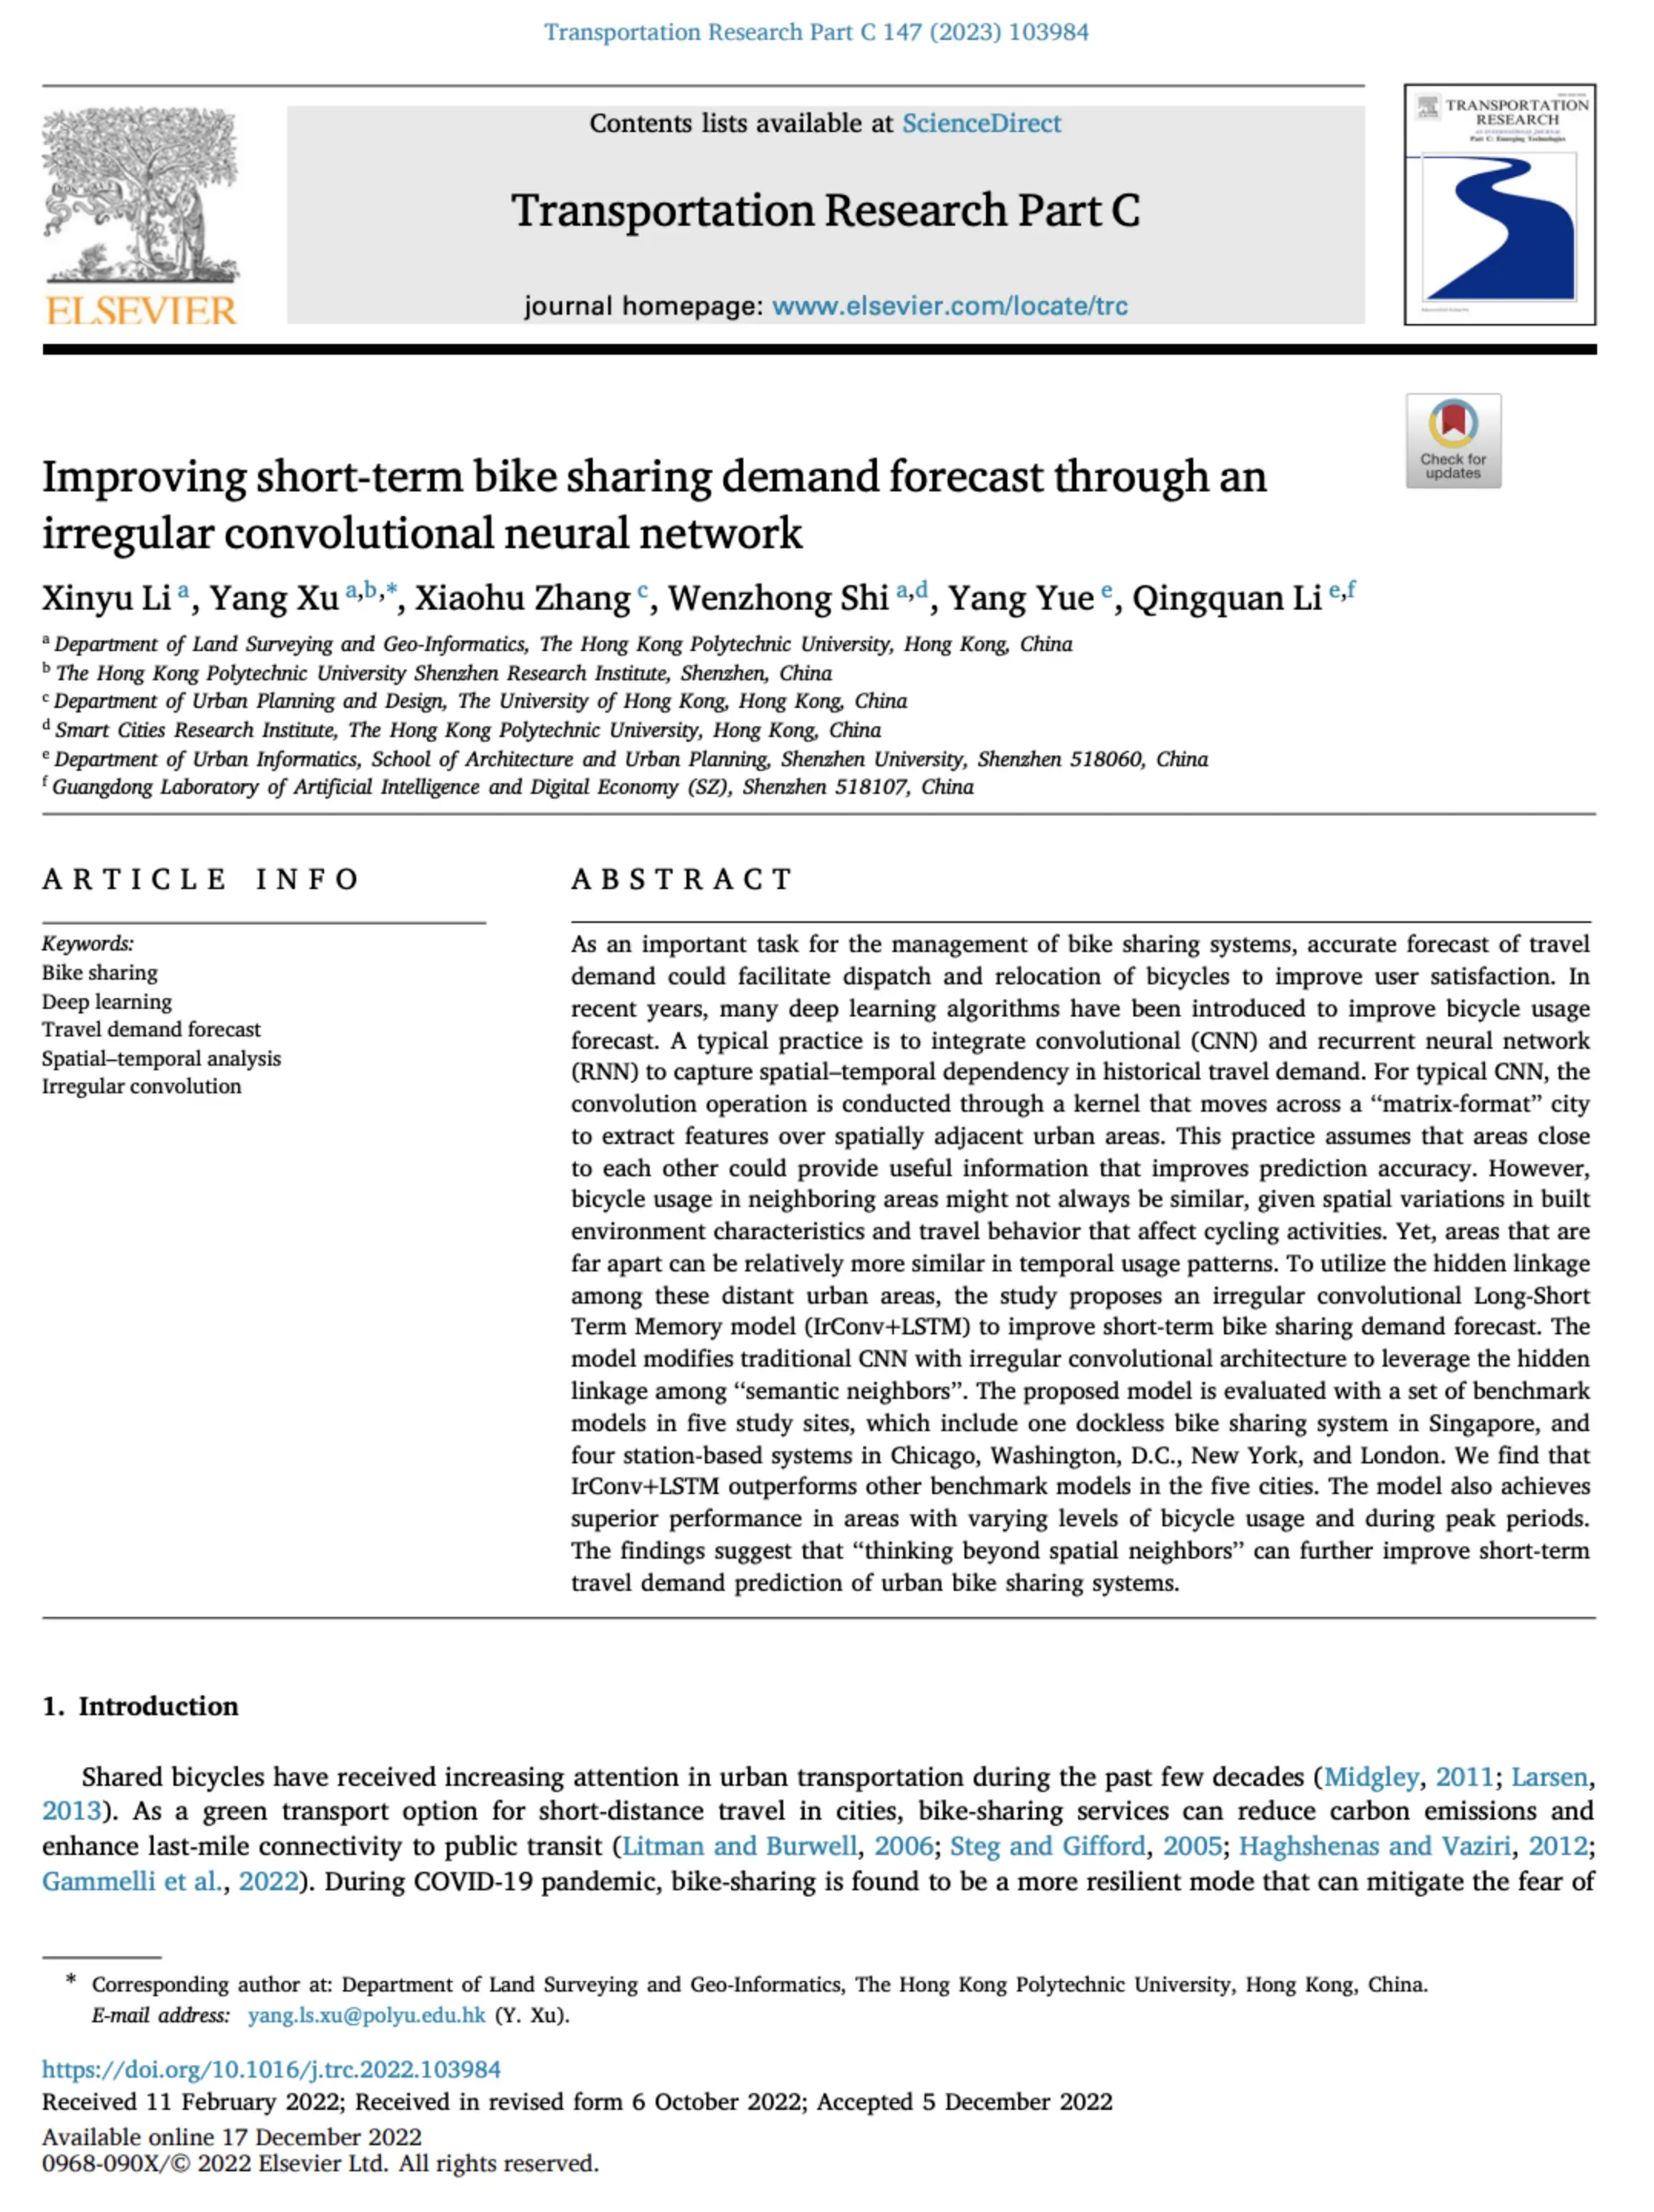 Transportation Research Part C 147 (2023) 103984
Contents lists available at ScienceDirect
Transportation Research Part C
journal homepage: www.elsevier.com/locate/trc
ELSEVIER
TRANSPORTATION
RESEARCH
Part C: Emerging Technologies
Check for
updates
Improving short-term bike sharing demand forecast through an
irregular convolutional neural network
Xinyu Li a, Yang Xu a,b,*, Xiaohu Zhang c, Wenzhong Shi a,d, Yang Yue e, Qingquan Li e,f
a Department of Land Surveying and Geo-Informatics, The Hong Kong Polytechnic University, Hong Kong, China
b The Hong Kong Polytechnic University Shenzhen Research Institute, Shenzhen, China
c Department of Urban Planning and Design, The University of Hong Kong, Hong Kong, China
d Smart Cities Research Institute, The Hong Kong Polytechnic University, Hong Kong, China
e Department of Urban Informatics, School of Architecture and Urban Planning, Shenzhen University, Shenzhen 518060, China
f Guangdong Laboratory of Artificial Intelligence and Digital Economy (SZ), Shenzhen 518107, China
ARTICLE INFO
Keywords:
Bike sharing
Deep learning
Travel demand forecast
Spatial–temporal analysis
Irregular convolution
ABSTRACT
As an important task for the management of bike sharing systems, accurate forecast of travel
demand could facilitate dispatch and relocation of bicycles to improve user satisfaction. In
recent years, many deep learning algorithms have been introduced to improve bicycle usage
forecast. A typical practice is to integrate convolutional (CNN) and recurrent neural network
(RNN) to capture spatial–temporal dependency in historical travel demand. For typical CNN, the
convolution operation is conducted through a kernel that moves across a “matrix-format” city
to extract features over spatially adjacent urban areas. This practice assumes that areas close
to each other could provide useful information that improves prediction accuracy. However,
bicycle usage in neighboring areas might not always be similar, given spatial variations in built
environment characteristics and travel behavior that affect cycling activities. Yet, areas that are
far apart can be relatively more similar in temporal usage patterns. To utilize the hidden linkage
among these distant urban areas, the study proposes an irregular convolutional Long-Short
Term Memory model (IrConv+LSTM) to improve short-term bike sharing demand forecast. The
model modifies traditional CNN with irregular convolutional architecture to leverage the hidden
linkage among “semantic neighbors”. The proposed model is evaluated with a set of benchmark
models in five study sites, which include one dockless bike sharing system in Singapore, and
four station-based systems in Chicago, Washington, D.C., New York, and London. We find that
IrConv+LSTM outperforms other benchmark models in the five cities. The model also achieves
superior performance in areas with varying levels of bicycle usage and during peak periods.
The findings suggest that “thinking beyond spatial neighbors” can further improve short-term
travel demand prediction of urban bike sharing systems.
1. Introduction
Shared bicycles have received increasing attention in urban transportation during the past few decades (Midgley, 2011; Larsen,
2013). As a green transport option for short-distance travel in cities, bike-sharing services can reduce carbon emissions and
enhance last-mile connectivity to public transit (Litman and Burwell, 2006; Steg and Gifford, 2005; Haghshenas and Vaziri, 2012;
Gammelli et al., 2022). During COVID-19 pandemic, bike-sharing is found to be a more resilient mode that can mitigate the fear of
* Corresponding author at: Department of Land Surveying and Geo-Informatics, The Hong Kong Polytechnic University, Hong Kong, China.
E-mail address: yang.ls.xu@polyu.edu.hk (Y. Xu).
https://doi.org/10.1016/j.trc.2022.103984
Received 11 February 2022; Received in revised form 6 October 2022; Accepted 5 December 2022
Available online 17 December 2022
0968-090X/© 2022 Elsevier Ltd. All rights reserved.